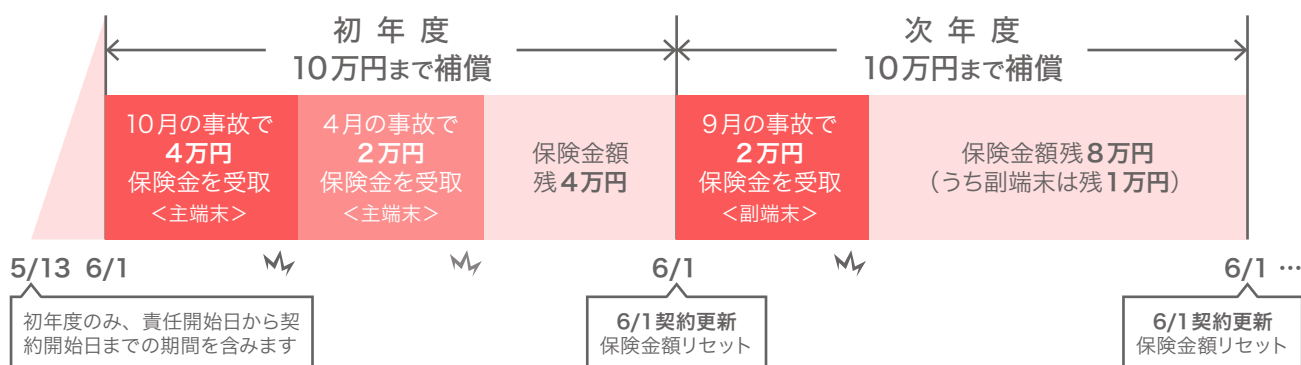 初年度
10万円まで補償
次年度
10万円まで補償
10月の事故で
4万円
保険金を受取
＜主端末＞
4月の事故で
2万円
保険金を受取
＜主端末＞
保険金額
残4万円
9月の事故で
2万円
保険金を受取
＜副端末＞
保険金額残8万円
（うち副端末は残1万円）
5/13
6/1
6/1
6/1 …
初年度のみ、責任開始日から契
約開始日までの期間を含みます
6/1契約更新
保険金額リセット
6/1契約更新
保険金額リセット